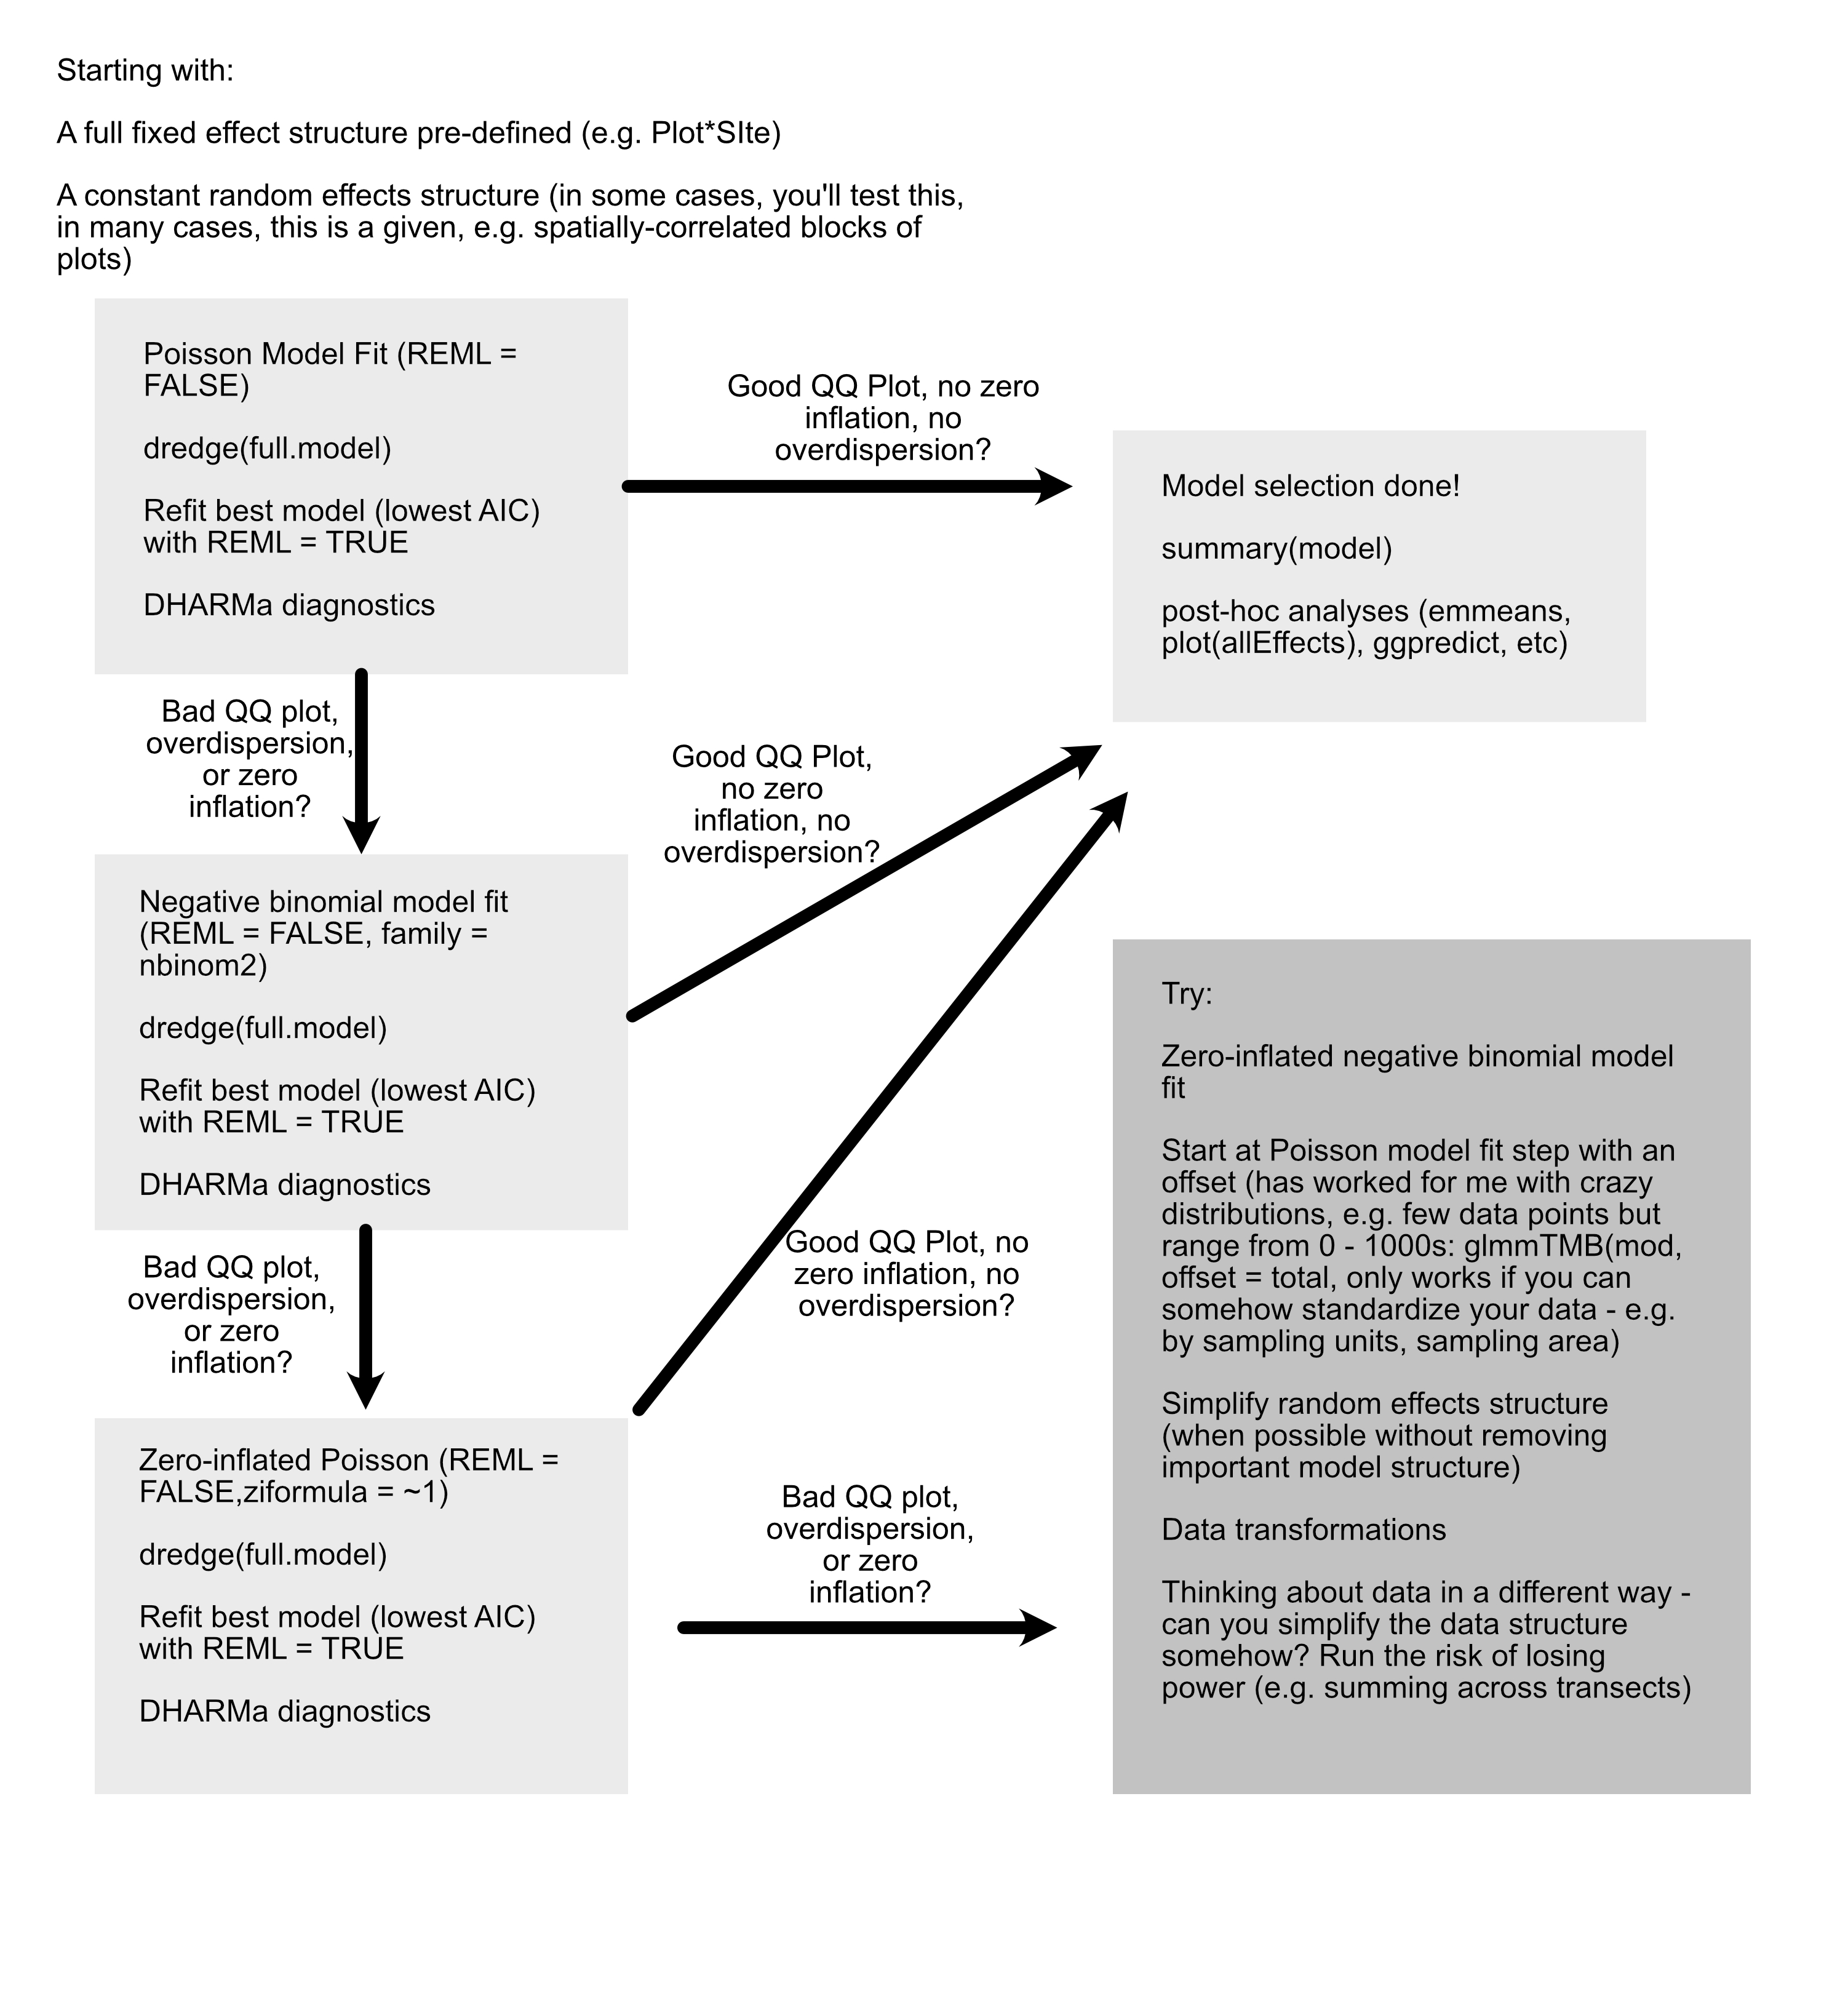 Starting with:
A full fixed effect structure pre-defined (e.g. Plot*SIte)
A constant random effects structure (in some cases, you'll test this,
in many cases, this is a given, e.g. spatially-correlated blocks of
plots)
Poisson Model Fit (REML =
FALSE)
dredge(full.model)
Refit best model (lowest AIC)
with REML = TRUE
DHARMa diagnostics
Good QQ Plot, no zero
inflation, no
overdispersion?
Model selection done!
summary(model)
post-hoc analyses (emmeans,
plot(allEffects), ggpredict, etc)
Bad QQ plot,
overdispersion,
or zero
inflation?
Good QQ Plot,
no zero
inflation, no
overdispersion?
Negative binomial model fit
(REML = FALSE, family =
nbinom2)
dredge(full.model)
Refit best model (lowest AIC)
with REML = TRUE
DHARMa diagnostics
Bad QQ plot,
overdispersion,
or zero
inflation?
Good QQ Plot, no
zero inflation, no
overdispersion?
Zero-inflated Poisson (REML =
FALSE,ziformula = ~1)
dredge(full.model)
Refit best model (lowest AIC)
with REML = TRUE
DHARMa diagnostics
Bad QQ plot,
overdispersion,
or zero
inflation?
Try:
Zero-inflated negative binomial model
fit
Start at Poisson model fit step with an
offset (has worked for me with crazy
distributions, e.g. few data points but
range from 0 - 1000s: glmmTMB(mod,
offset = total, only works if you can
somehow standardize your data - e.g.
by sampling units, sampling area)
Simplify random effects structure
(when possible without removing
important model structure)
Data transformations
Thinking about data in a different way -
can you simplify the data structure
somehow? Run the risk of losing
power (e.g. summing across transects)